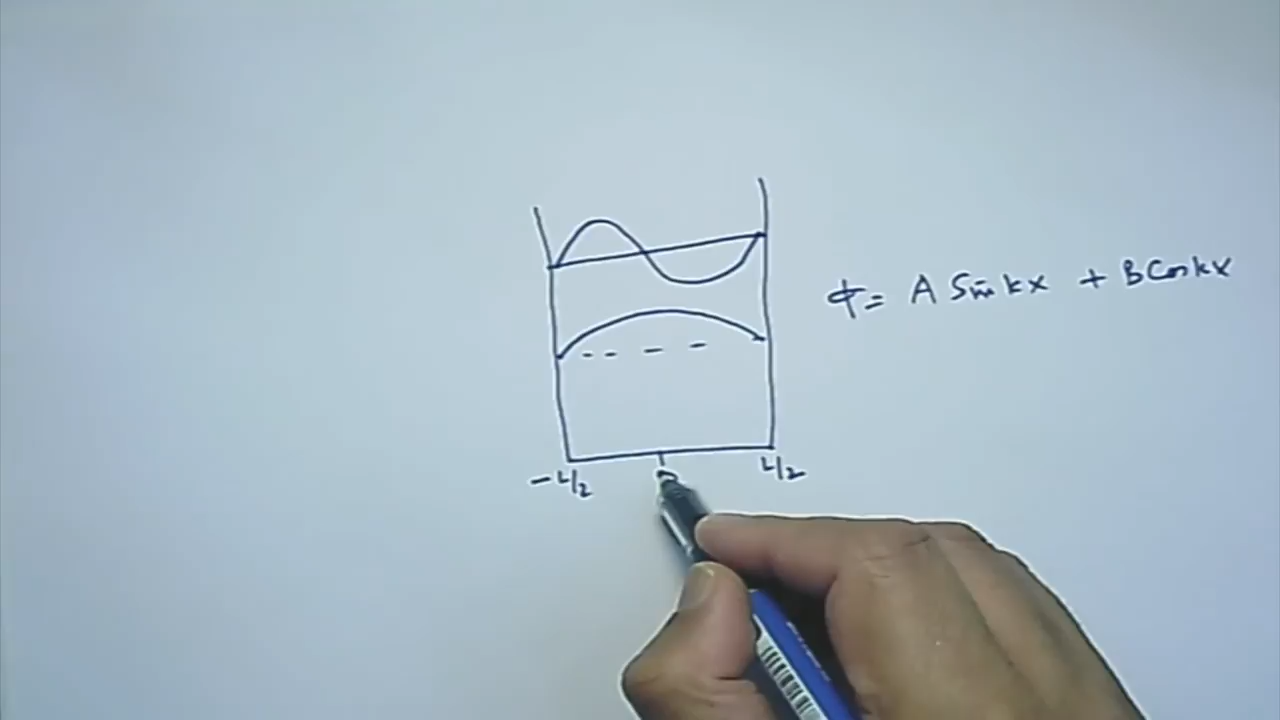 ϕ = A Sin kx + B Cos kx
-L/2 L/2